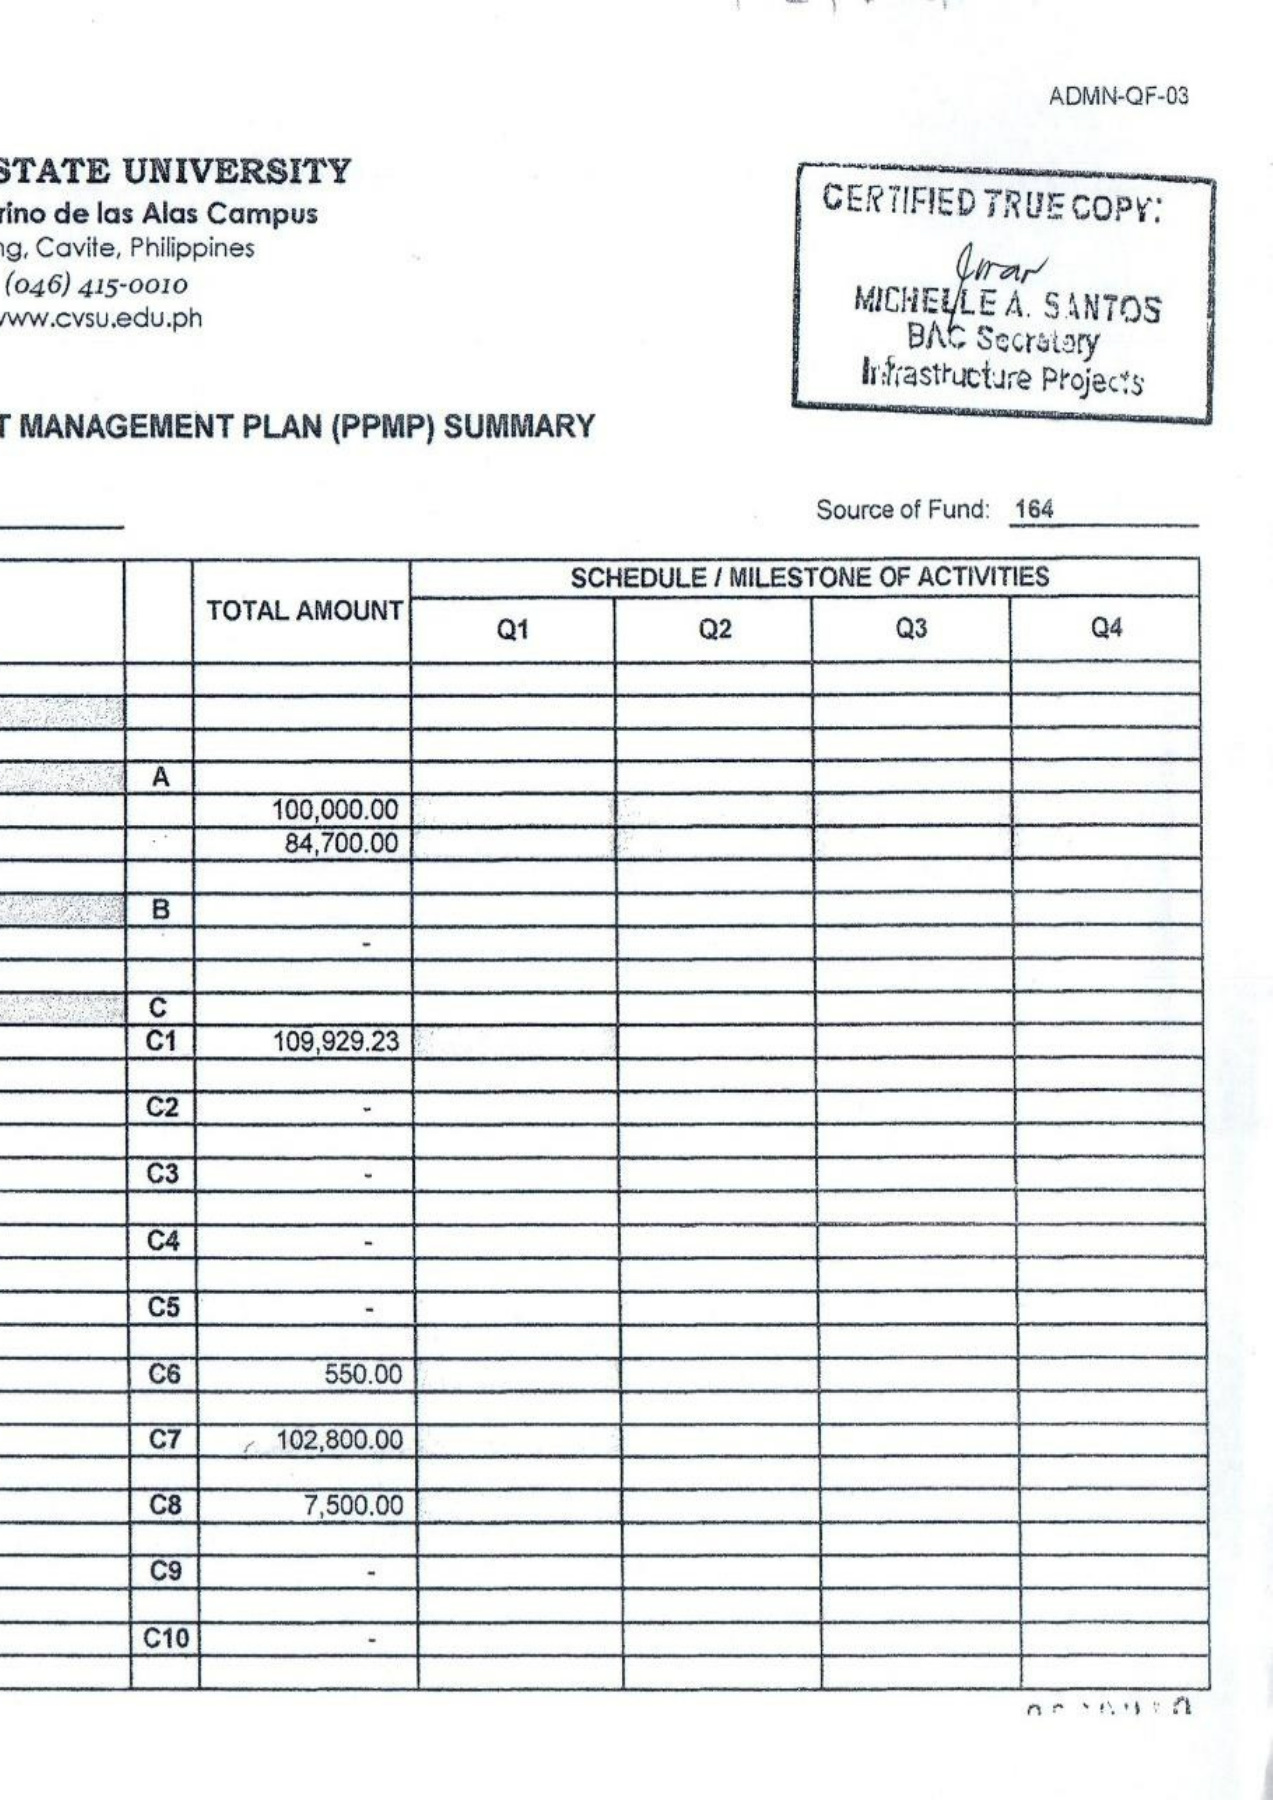 ADMN-QF-03
STATE UNIVERSITY
rino de las Alas Campus
ng, Cavite, Philippines
(046) 415-0010
www.cvsu.edu.ph
CERTIFIED TRUE COPY:
MICHELLE A. SANTOS
BAC Secretary
Infrastructure Projects
T MANAGEMENT PLAN (PPMP) SUMMARY
Source of Fund: 164
TOTAL AMOUNT
SCHEDULE / MILESTONE OF ACTIVITIES
Q1 Q2 Q3 Q4
A
100,000.00
84,700.00
B
-
C
C1 109,929.23
C2 -
C3 -
C4 -
C5 -
C6 550.00
C7 102,800.00
C8 7,500.00
C9 -
C10 -